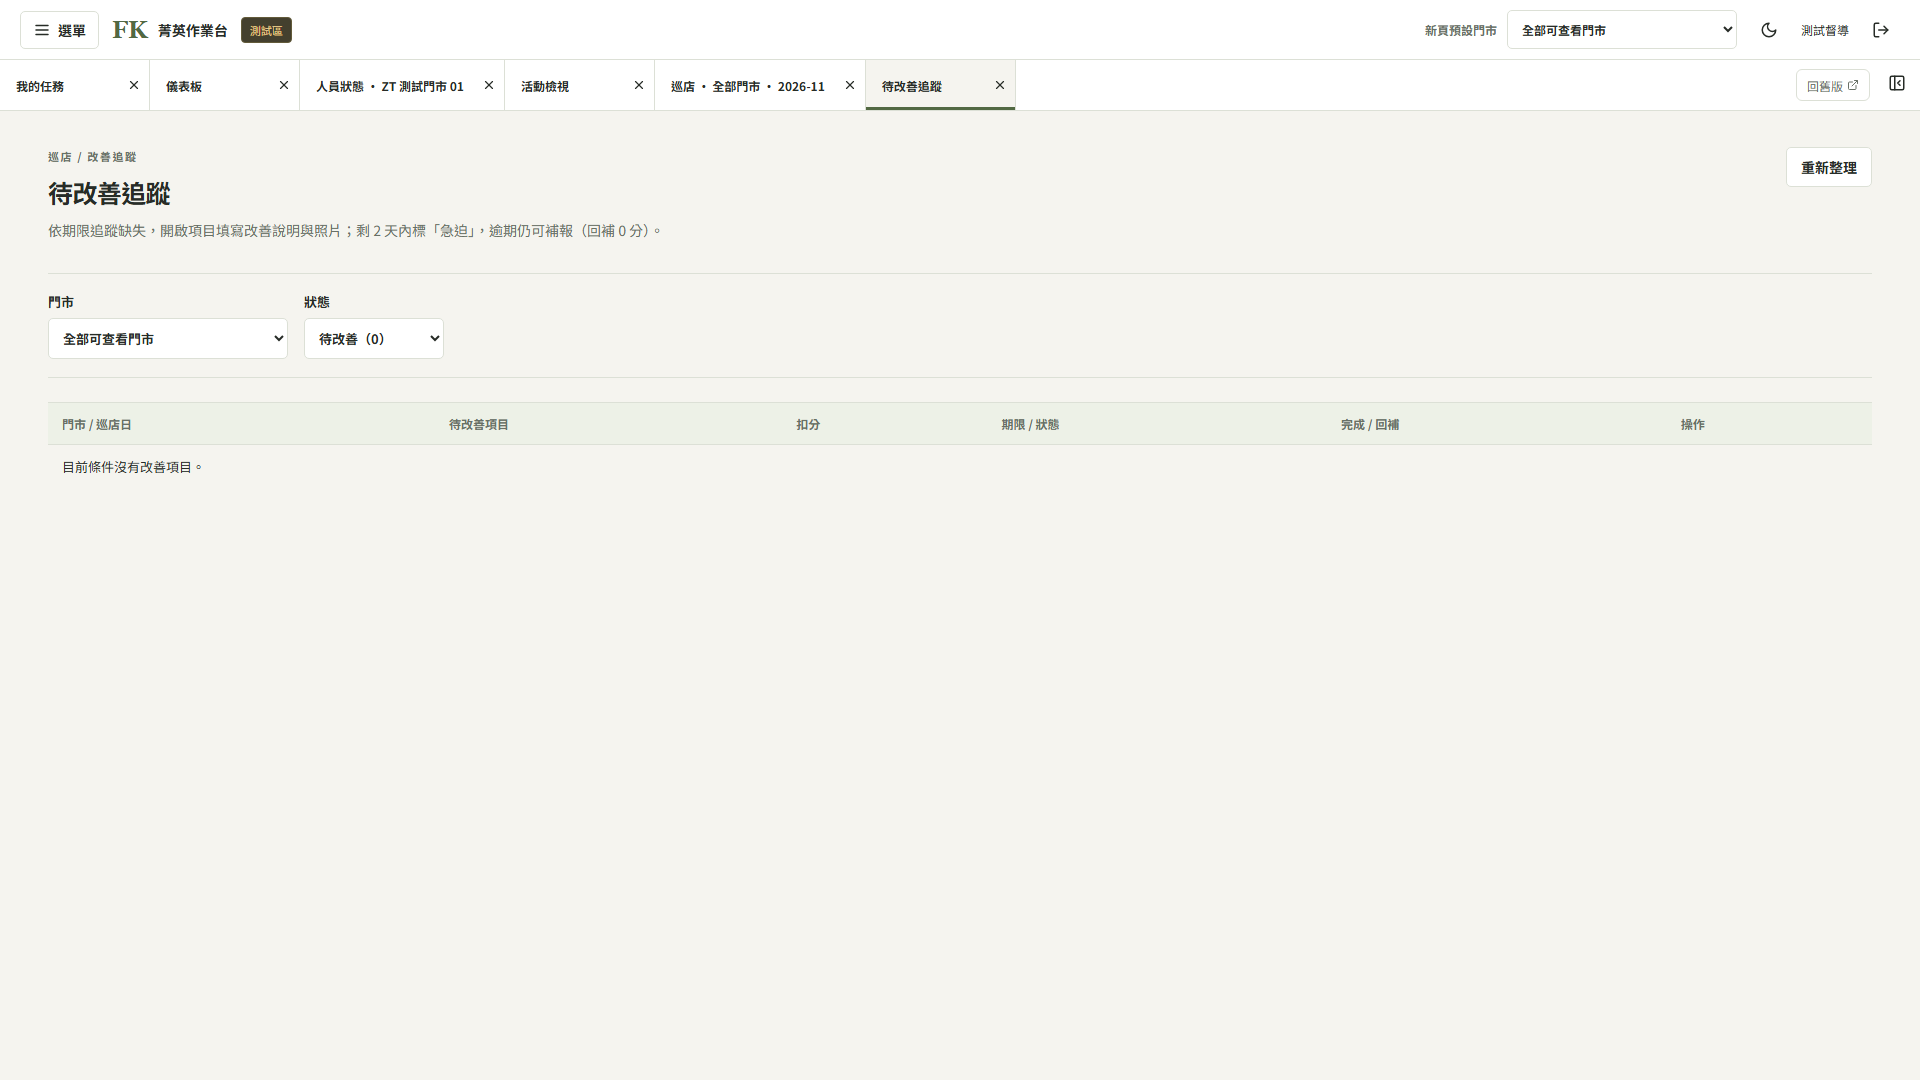 選單 FK 菁英作業台 測試區 新頁預設門市 全部可查看門市 測試督導
我的任務 儀表板 人員狀態 • ZT 測試門市 01 活動檢視 巡店 • 全部門市 • 2026-11 待改善追蹤 回舊版
巡店 / 改善追蹤
待改善追蹤
重新整理
依期限追蹤缺失，開啟項目填寫改善說明與照片；剩 2 天內標「急迫」，逾期仍可補報（回補 0 分）。
門市 狀態
全部可查看門市 待改善（0）
門市 / 巡店日 待改善項目 扣分 期限 / 狀態 完成 / 回補 操作
目前條件沒有改善項目。